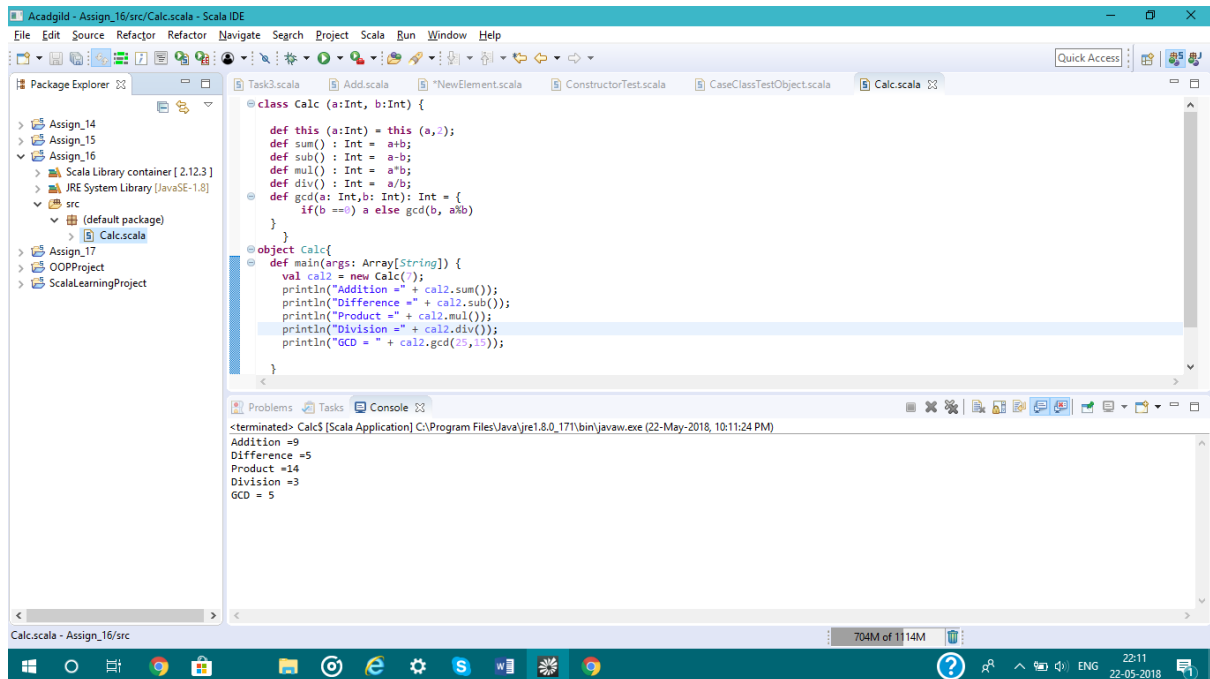 Acadgild - Assign_16/src/Calc.scala - Scala IDE
File Edit Source Refactor Refactor Navigate Search Project Scala Run Window Help
Quick Access
Package Explorer
Task3.scala Add.scala *NewElement.scala ConstructorTest.scala CaseClassTestObject.scala Calc.scala
Assign_14
Assign_15
Assign_16
Scala Library container [ 2.12.3 ]
JRE System Library [JavaSE-1.8]
src
(default package)
Calc.scala
Assign_17
OOPProject
ScalaLearningProject
class Calc (a:Int, b:Int) {
def this (a:Int) = this (a,2);
def sum() : Int = a+b;
def sub() : Int = a-b;
def mul() : Int = a*b;
def div() : Int = a/b;
def gcd(a: Int,b: Int): Int = {
if(b ==0) a else gcd(b, a%b)
}
}
object Calc{
def main(args: Array[String]) {
val cal2 = new Calc(7);
println("Addition =" + cal2.sum());
println("Difference =" + cal2.sub());
println("Product =" + cal2.mul());
println("Division =" + cal2.div());
println("GCD = " + cal2.gcd(25,15));
}
Problems Tasks Console
<terminated> Calc$ [Scala Application] C:\Program Files\Java\jre1.8.0_171\bin\javaw.exe (22-May-2018, 10:11:24 PM)
Addition =9
Difference =5
Product =14
Division =3
GCD = 5
Calc.scala - Assign_16/src
704M of 1114M
ENG
22:11
22-05-2018